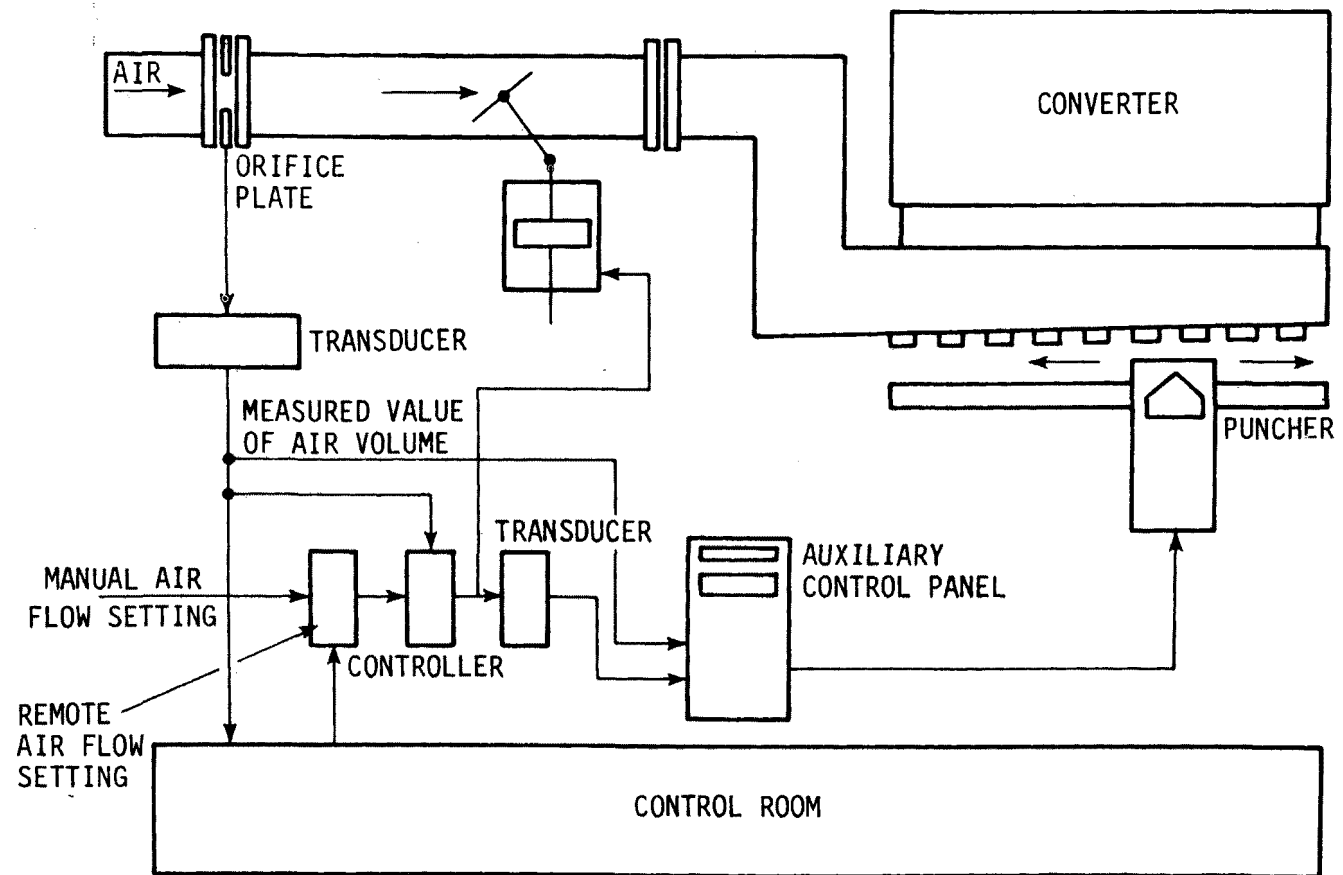 AIR
CONVERTER
ORIFICE
PLATE
TRANSDUCER
MEASURED VALUE
OF AIR VOLUME
PUNCHER
TRANSDUCER
AUXILIARY
CONTROL PANEL
MANUAL AIR
FLOW SETTING
CONTROLLER
REMOTE
AIR FLOW
SETTING
CONTROL ROOM